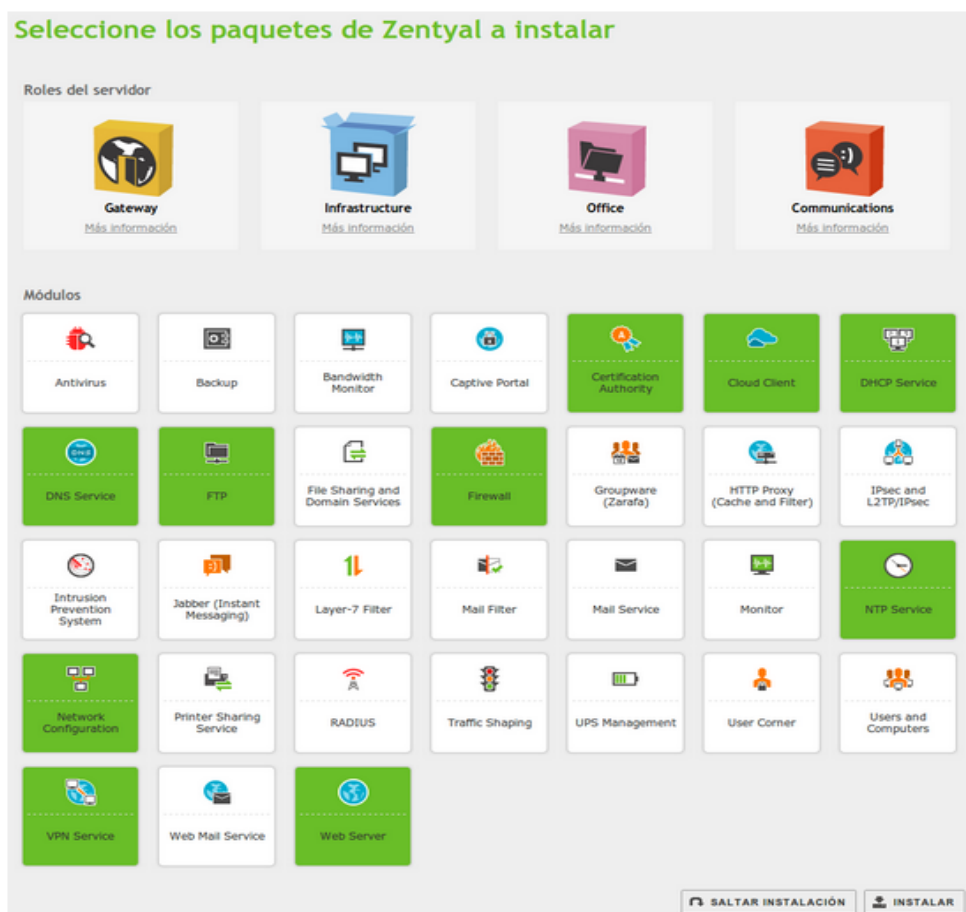 Seleccione los paquetes de Zentyal a instalar
Roles del servidor
Gateway
Más información
Infrastructure
Más información
Office
Más información
Communications
Más información
Módulos
Antivirus
Backup
Bandwidth
Monitor
Captive Portal
Certification
Authority
Cloud Client
DHCP Service
DNS
DNS Service
FTP
File Sharing and
Domain Services
Firewall
Groupware
(Zarafa)
HTTP Proxy
(Cache and Filter)
IPsec and
L2TP/IPsec
Intrusion
Prevention
System
Jabber (Instant
Messaging)
Layer-7 Filter
Mail Filter
Mail Service
Monitor
NTP Service
Network
Configuration
Printer Sharing
Service
RADIUS
Traffic Shaping
UPS Management
User Corner
Users and
Computers
VPN Service
Web Mail Service
Web Server
SALTAR INSTALACIÓN
INSTALAR